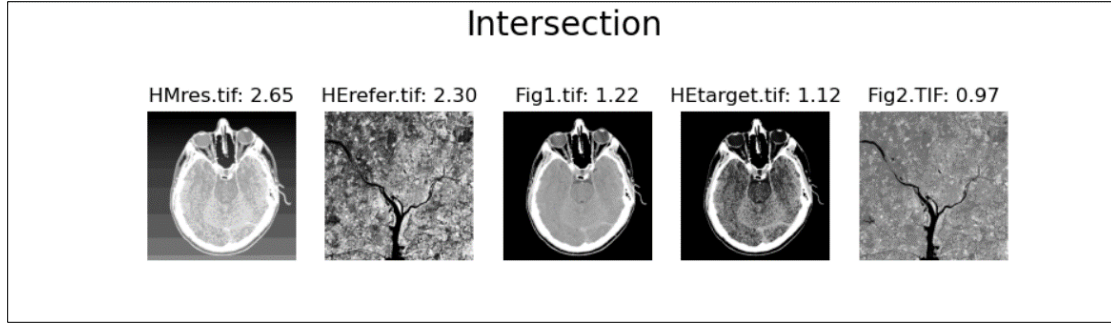 Intersection
HMres.tif: 2.65
HErefer.tif: 2.30
Fig1.tif: 1.22
HEtarget.tif: 1.12
Fig2.TIF: 0.97